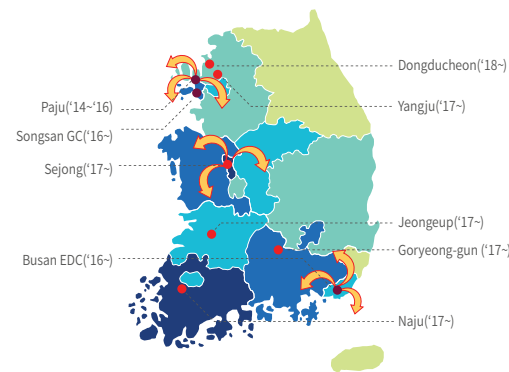 Dongducheon(‘18~)
Paju(‘14~‘16)
Yangju(‘17~)
Songsan GC(‘16~)
Sejong(‘17~)
Jeongeup(‘17~)
Goryeong-gun (‘17~)
Busan EDC(‘16~)
Naju(‘17~)